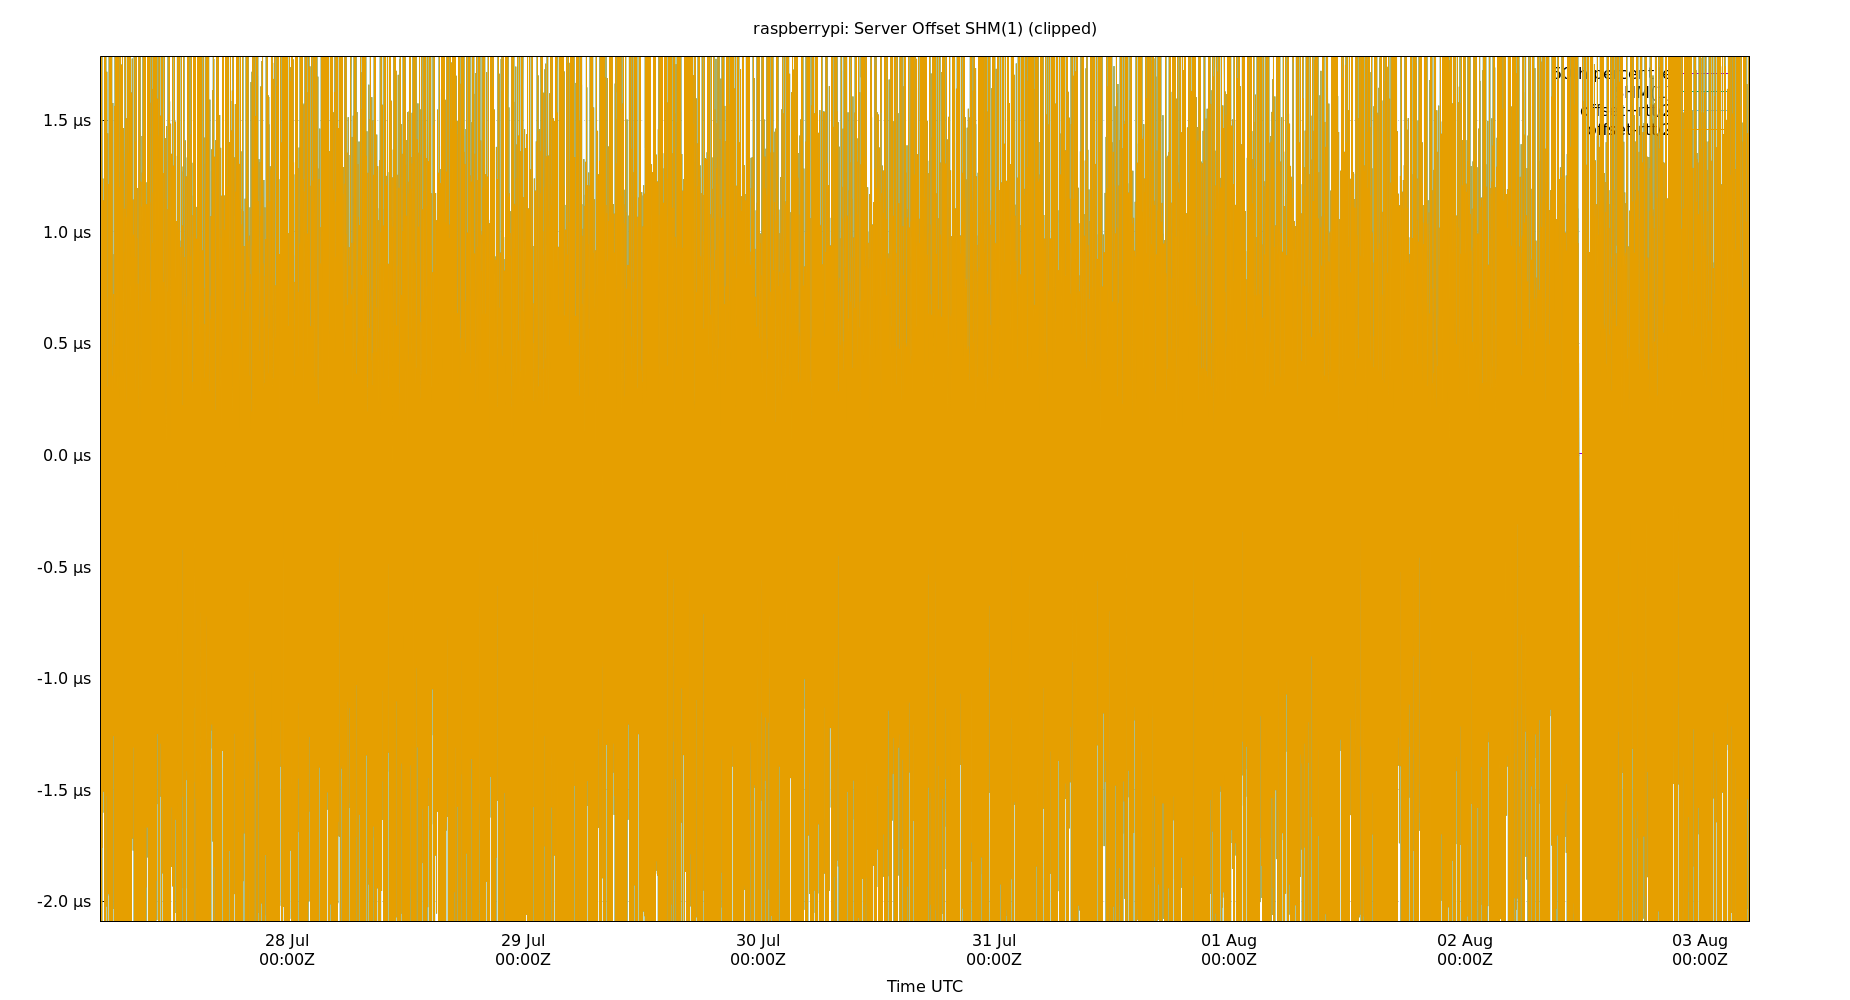 raspberrypi: Server Offset SHM(1) (clipped)
1.5 µs
1.0 µs
0.5 µs
0.0 µs
-0.5 µs
-1.0 µs
-1.5 µs
-2.0 µs
28 Jul 29 Jul 30 Jul 31 Jul 01 Aug 02 Aug 03 Aug
00:00Z 00:00Z 00:00Z 00:00Z 00:00Z 00:00Z 00:00Z
Time UTC